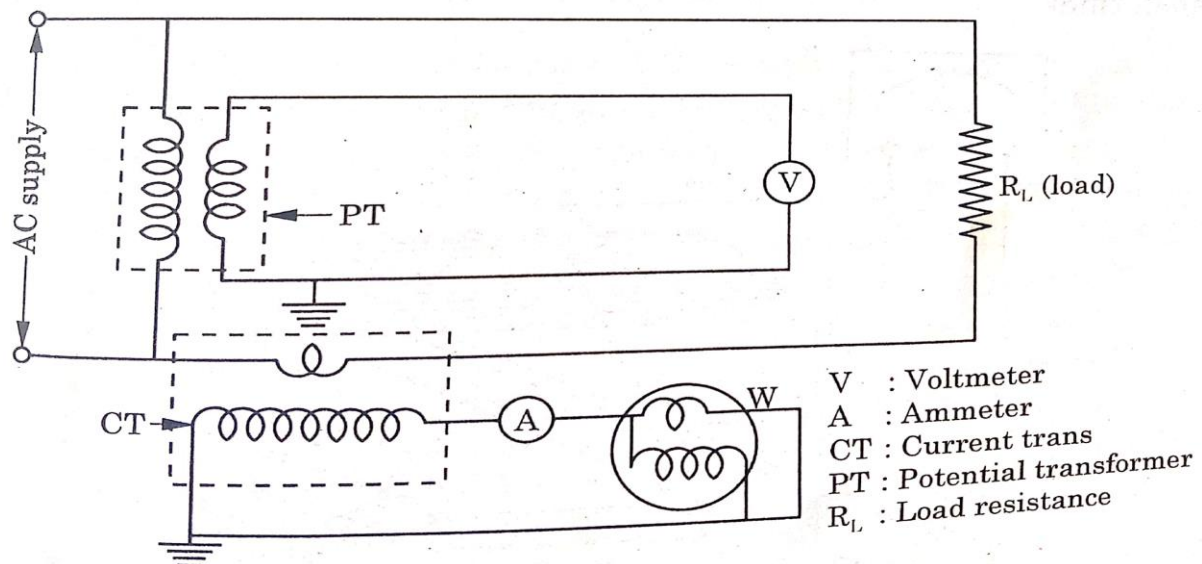 AC supply
PT
V
R_L (load)
CT
A
W
V : Voltmeter
A : Ammeter
CT : Current trans
PT : Potential transformer
R_L : Load resistance